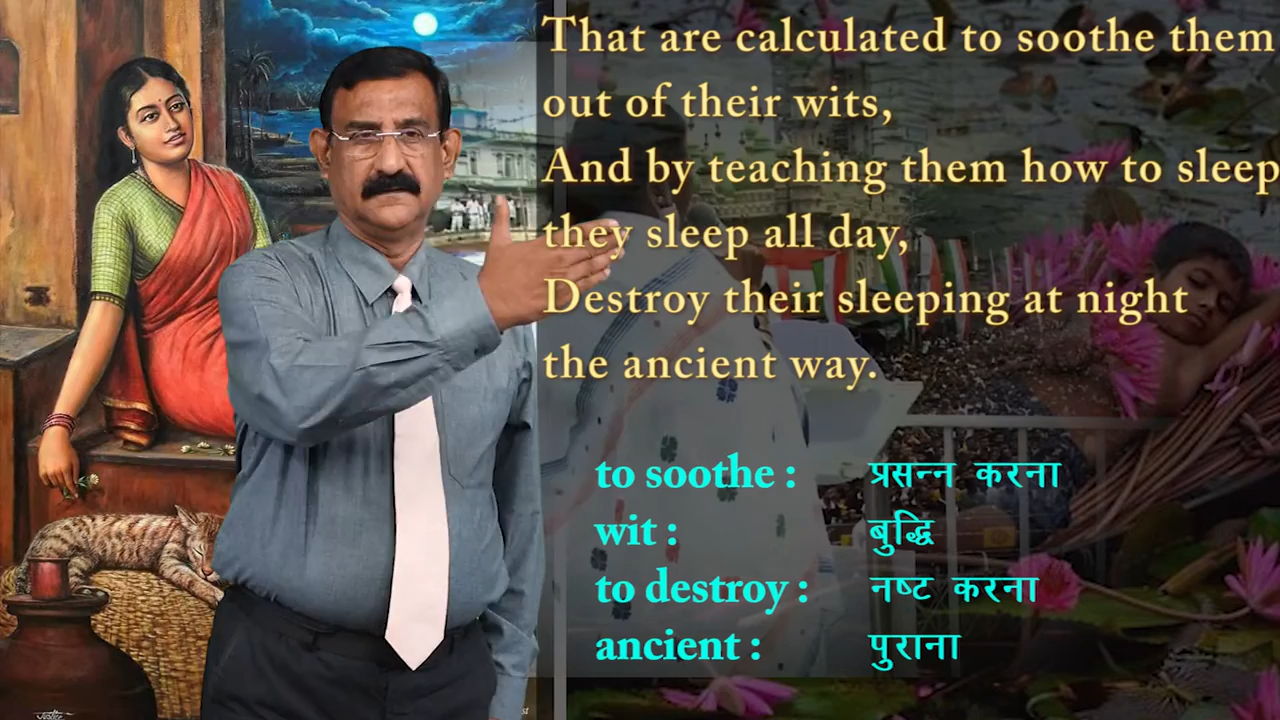 That are calculated to soothe them
out of their wits,
And by teaching them how to sleep
they sleep all day,
Destroy their sleeping at night
the ancient way.
to soothe : प्रसन्न करना
wit : बुद्धि
to destroy : नष्ट करना
ancient : पुराना